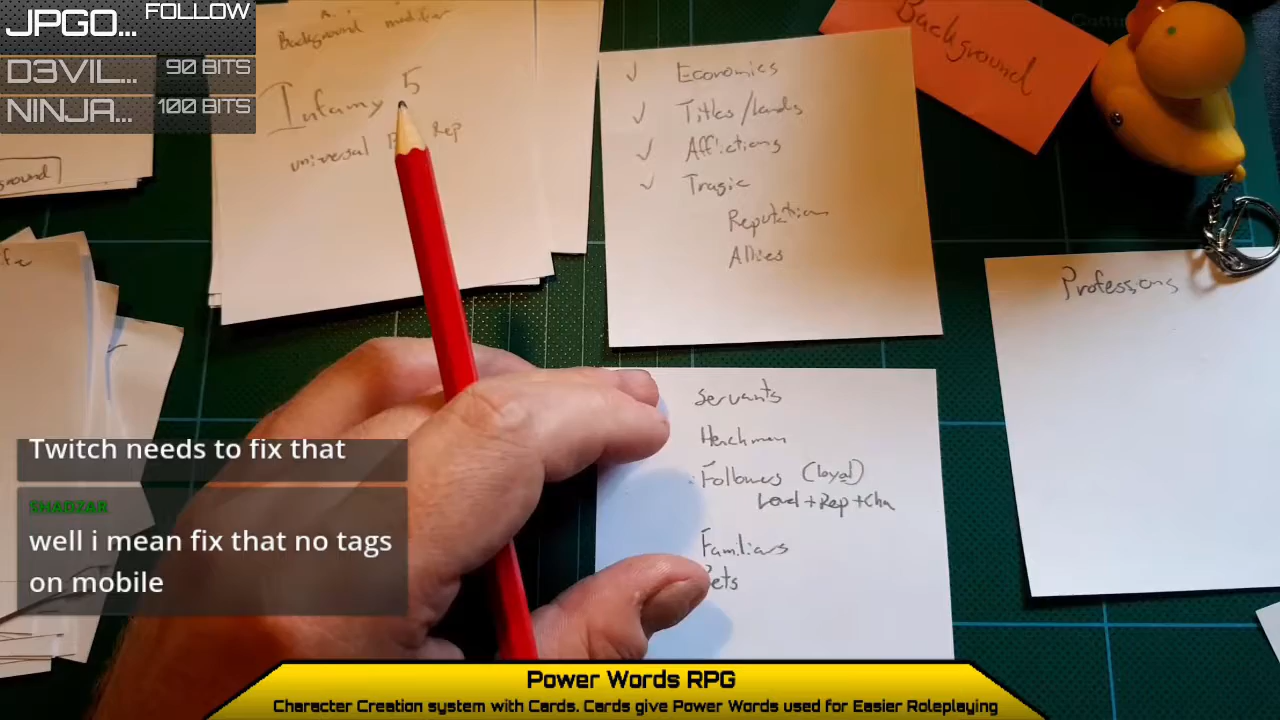 JPGO...
FOLLOW
D3VIL...
90 BITS
NINJA...
100 BITS
Background modifier
Infamy 5
universal Rep
Economics
Titles/lands
Afflictions
Tragic
Reputation
Allies
Background
Professions
Servants
Henchmen
Followers (loyal)
Level+Rep+Cha
Familiars
Pets
Twitch needs to fix that
SHAGZAR
well i mean fix that no tags
on mobile
Power Words RPG
Character Creation system with Cards. Cards give Power Words used for Easier Roleplaying